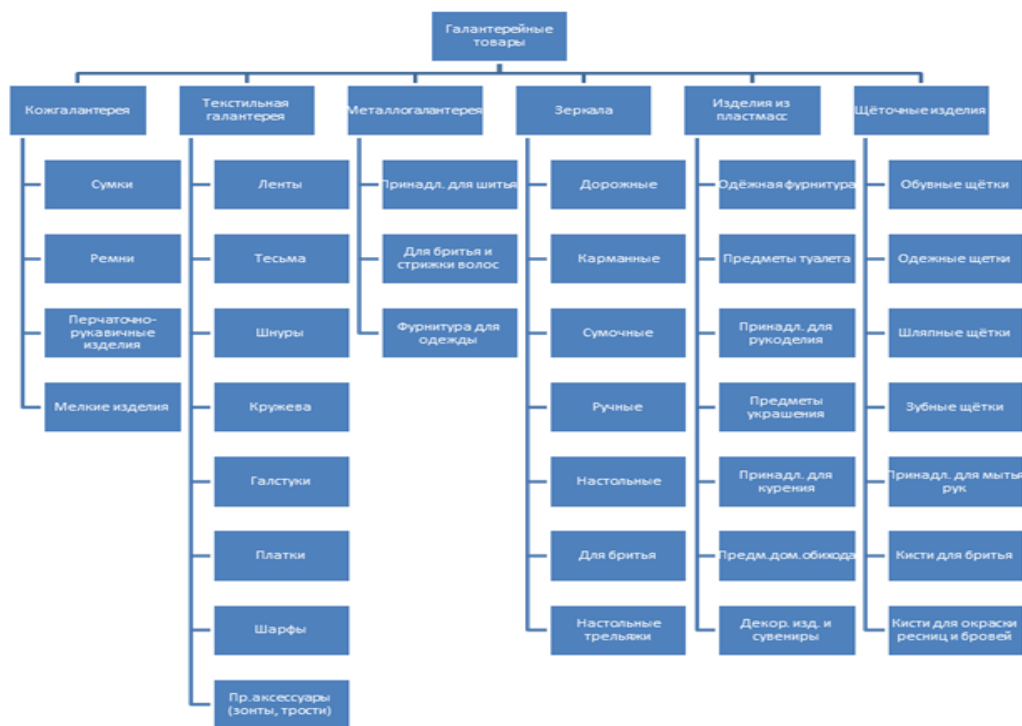 Галантерейные
товары
Кожгалантерея
Сумки
Ремни
Перчаточно-
рукавичные
изделия
Мелкие изделия
Текстильная
галантерея
Ленты
Тесьма
Шнуры
Кружева
Галстуки
Платки
Шарфы
Пр.аксессуары
(зонты, трости)
Металлогалантерея
Принадл. для шитья
Для бритья и
стрижки волос
Фурнитура для
одежды
Зеркала
Дорожные
Карманные
Сумочные
Ручные
Настольные
Для бритья
Настольные
трельяжи
Изделия из
пластмасс
Одёжная фурнитура
Предметы туалета
Принадл. для
рукоделия
Предметы
украшения
Принадл. для
курения
Предм.дом.обихода
Декор. изд. и
сувениры
Щёточные изделия
Обувные щётки
Одежные щетки
Шляпные щётки
Зубные щётки
Принадл. для мытья
рук
Кисти для бритья
Кисти для окраски
ресниц и бровей